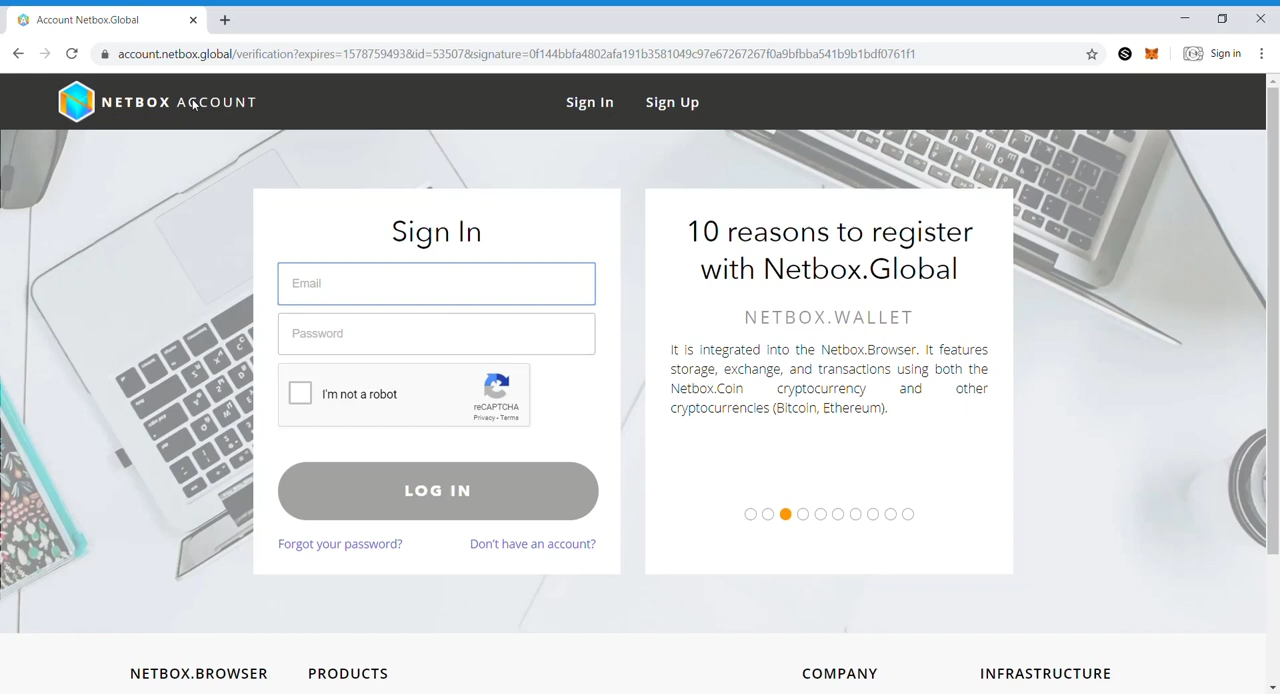 Account Netbox.Global
account.netbox.global/verification?expires=1578759493&id=53507&signature=0f144bbfa4802afa191b3581049c97e67267267f0a9bfbba541b9b1bdf0761f1
Sign in
NETBOX ACCOUNT
Sign In
Sign Up
Sign In
Email
Password
I'm not a robot
reCAPTCHA
Privacy - Terms
LOG IN
Forgot your password?
Don't have an account?
10 reasons to register
with Netbox.Global
NETBOX.WALLET
It is integrated into the Netbox.Browser. It features
storage, exchange, and transactions using both the
Netbox.Coin cryptocurrency and other
cryptocurrencies (Bitcoin, Ethereum).
NETBOX.BROWSER
PRODUCTS
COMPANY
INFRASTRUCTURE